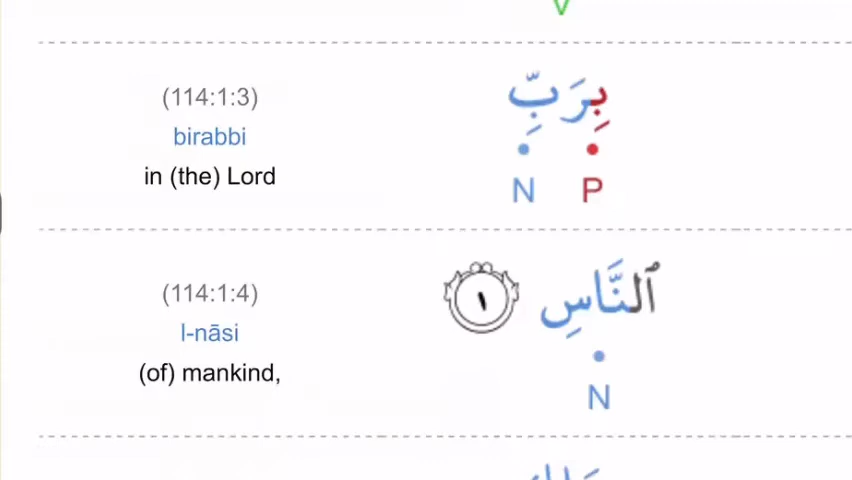 V
(114:1:3)
birabbi
in (the) Lord
بِرَبِّ
N P
(114:1:4)
l-nāsi
(of) mankind,
ٱلنَّاسِ ١
N